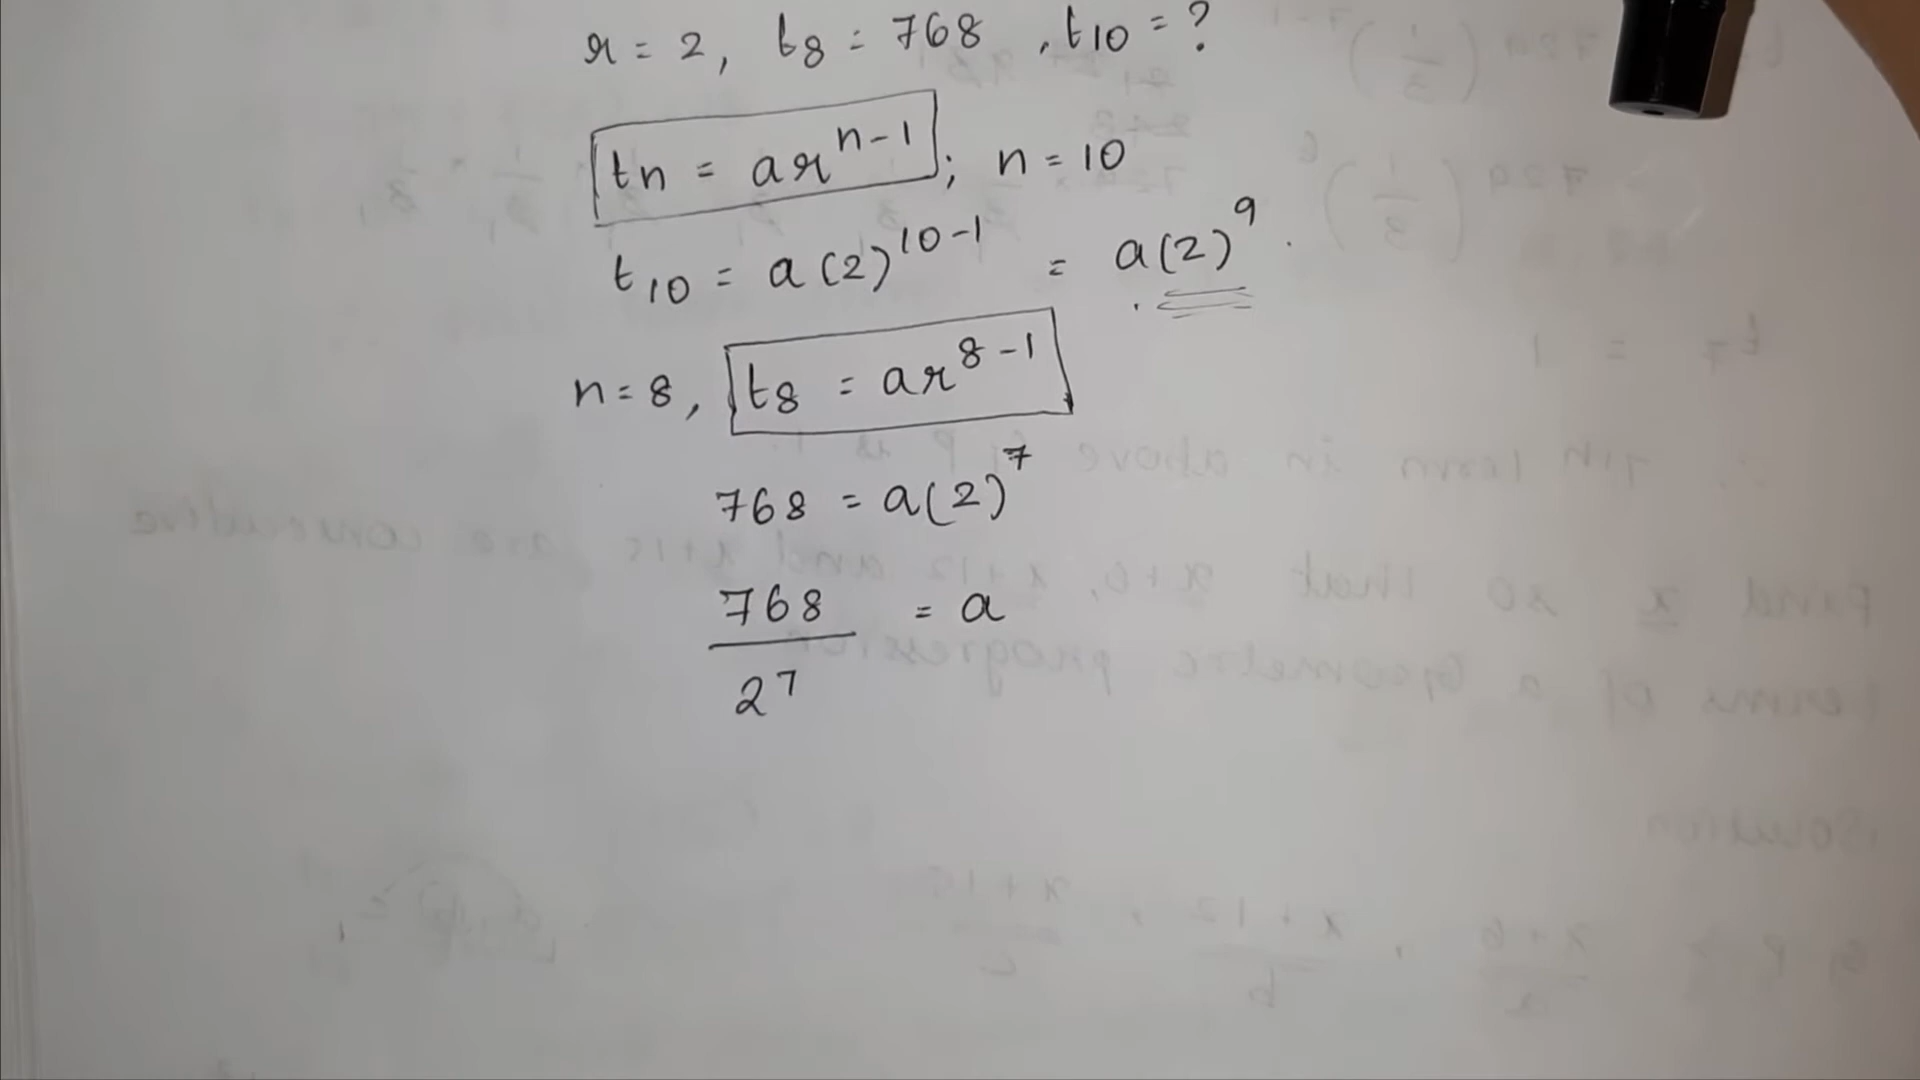 r = 2, t8 = 768 , t10 = ?
tn = ar^n-1 ; n = 10
t10 = a(2)^10-1 = a(2)^9.
n = 8, t8 = ar^8-1
768 = a(2)^7
768/2^7 = a